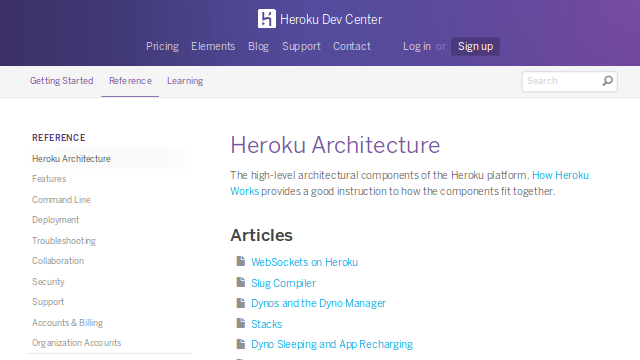 Heroku Dev Center
Pricing Elements Blog Support Contact Log in or Sign up
Getting Started Reference Learning Search
REFERENCE
Heroku Architecture
Features
Command Line
Deployment
Troubleshooting
Collaboration
Security
Support
Accounts & Billing
Organization Accounts
Heroku Architecture
The high-level architectural components of the Heroku platform. How Heroku
Works provides a good instruction to how the components fit together.
Articles
WebSockets on Heroku
Slug Compiler
Dynos and the Dyno Manager
Stacks
Dyno Sleeping and App Recharging